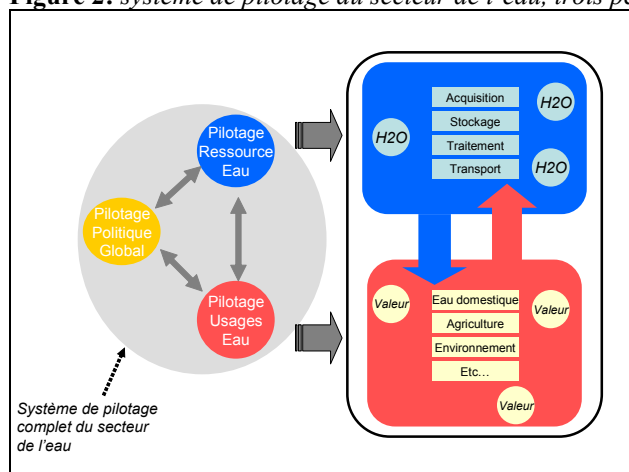 Figure 2: système de pilotage du secteur de l'eau, trois p
Pilotage
Ressource
Eau
Pilotage
Politique
Global
Pilotage
Usages
Eau
Système de pilotage
complet du secteur
de l'eau
Acquisition
Stockage
Traitement
Transport
H2O
H2O
H2O
Eau domestique
Agriculture
Environnement
Etc…
Valeur
Valeur
Valeur